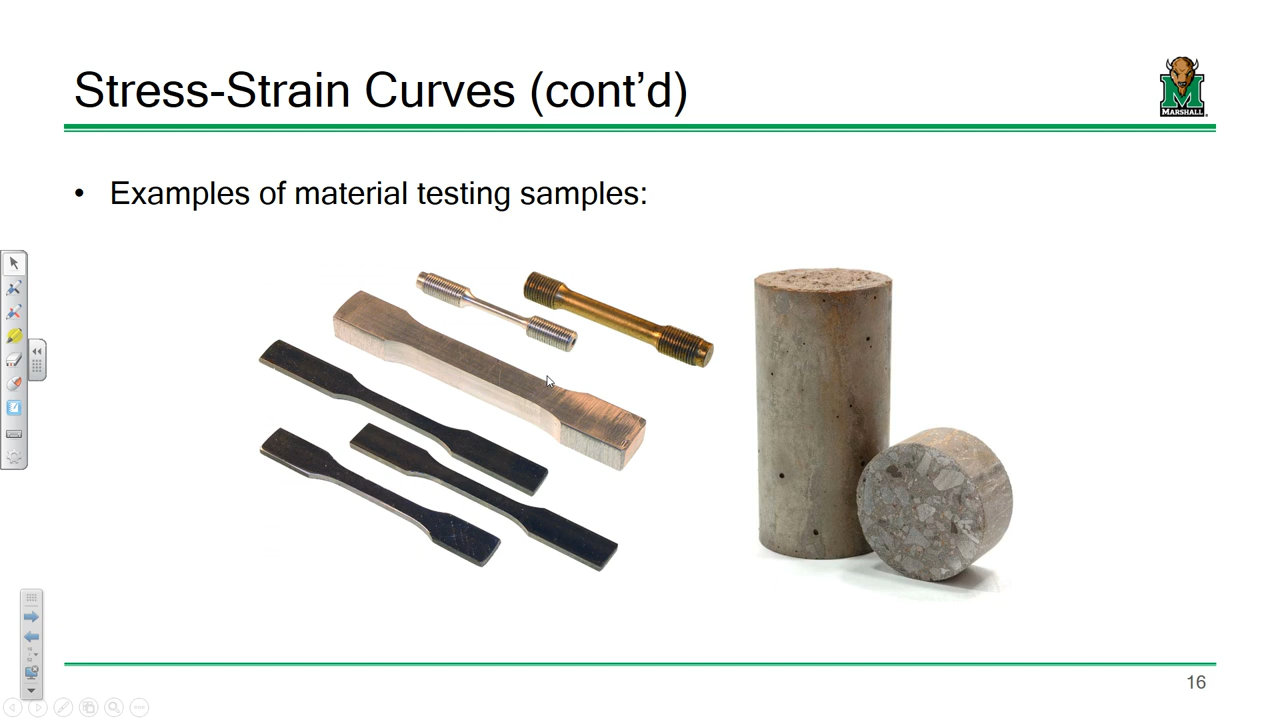 Stress-Strain Curves (cont’d)
MARSHALL
• Examples of material testing samples:
16